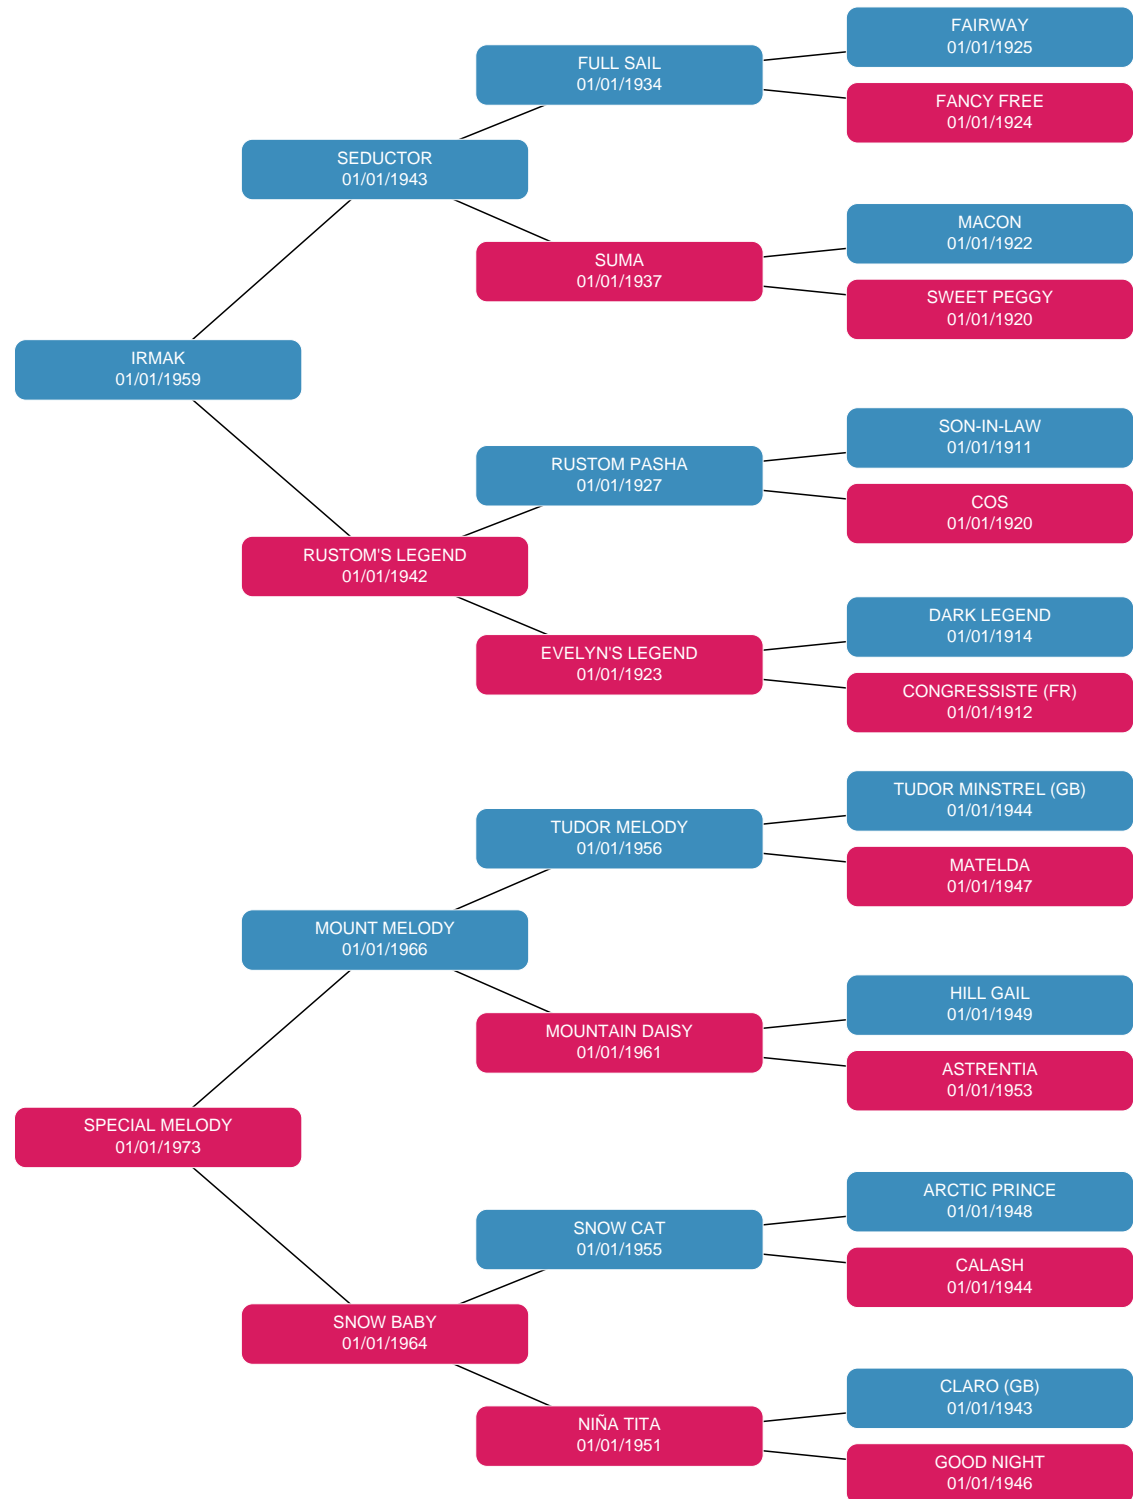 FAIRWAY
01/01/1925
FULL SAIL
01/01/1934
FANCY FREE
01/01/1924
SEDUCTOR
01/01/1943
MACON
01/01/1922
SUMA
01/01/1937
SWEET PEGGY
01/01/1920
IRMAK
01/01/1959
SON-IN-LAW
01/01/1911
RUSTOM PASHA
01/01/1927
COS
01/01/1920
RUSTOM'S LEGEND
01/01/1942
DARK LEGEND
01/01/1914
EVELYN'S LEGEND
01/01/1923
CONGRESSISTE (FR)
01/01/1912
TUDOR MINSTREL (GB)
01/01/1944
TUDOR MELODY
01/01/1956
MATELDA
01/01/1947
MOUNT MELODY
01/01/1966
HILL GAIL
01/01/1949
MOUNTAIN DAISY
01/01/1961
ASTRENTIA
01/01/1953
SPECIAL MELODY
01/01/1973
ARCTIC PRINCE
01/01/1948
SNOW CAT
01/01/1955
CALASH
01/01/1944
SNOW BABY
01/01/1964
CLARO (GB)
01/01/1943
NIÑA TITA
01/01/1951
GOOD NIGHT
01/01/1946